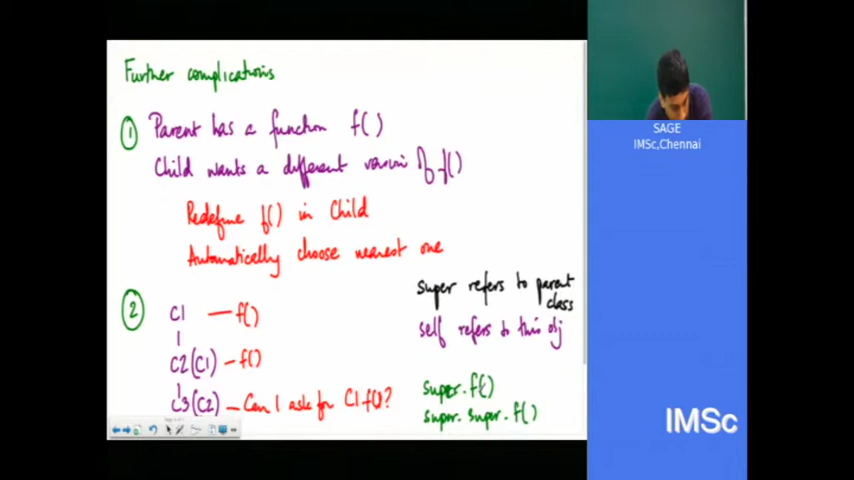 Further complications
① Parent has a function f()
Child wants a different version of f()
Redefine f() in Child
Automatically choose nearest one
② C1 — f()
C2(C1) — f()
C3(C2) — Can I ask for C1 f()?
super refers to parent
class
self refers to this obj
super.f()
super.super.f()
SAGE
IMSc,Chennai
IMSc